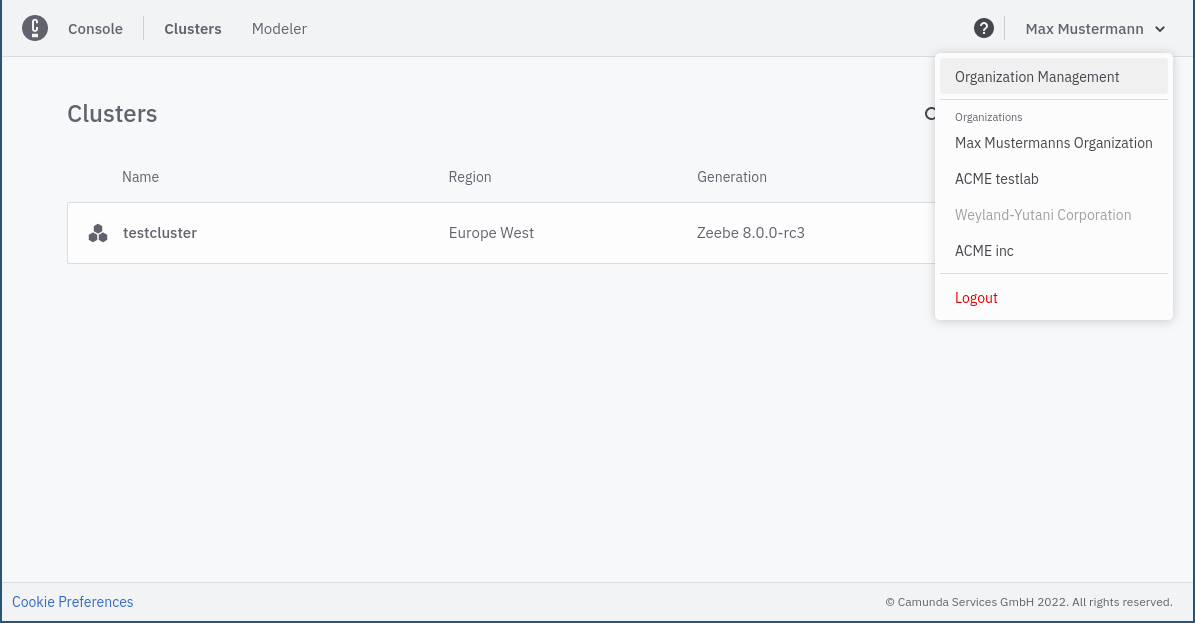 Console Clusters Modeler ? Max Mustermann
Organization Management
Clusters
Organizations
Max Mustermanns Organization
Name Region Generation
ACME testlab
Weyland-Yutani Corporation
testcluster Europe West Zeebe 8.0.0-rc3
ACME inc
Logout
Cookie Preferences © Camunda Services GmbH 2022. All rights reserved.